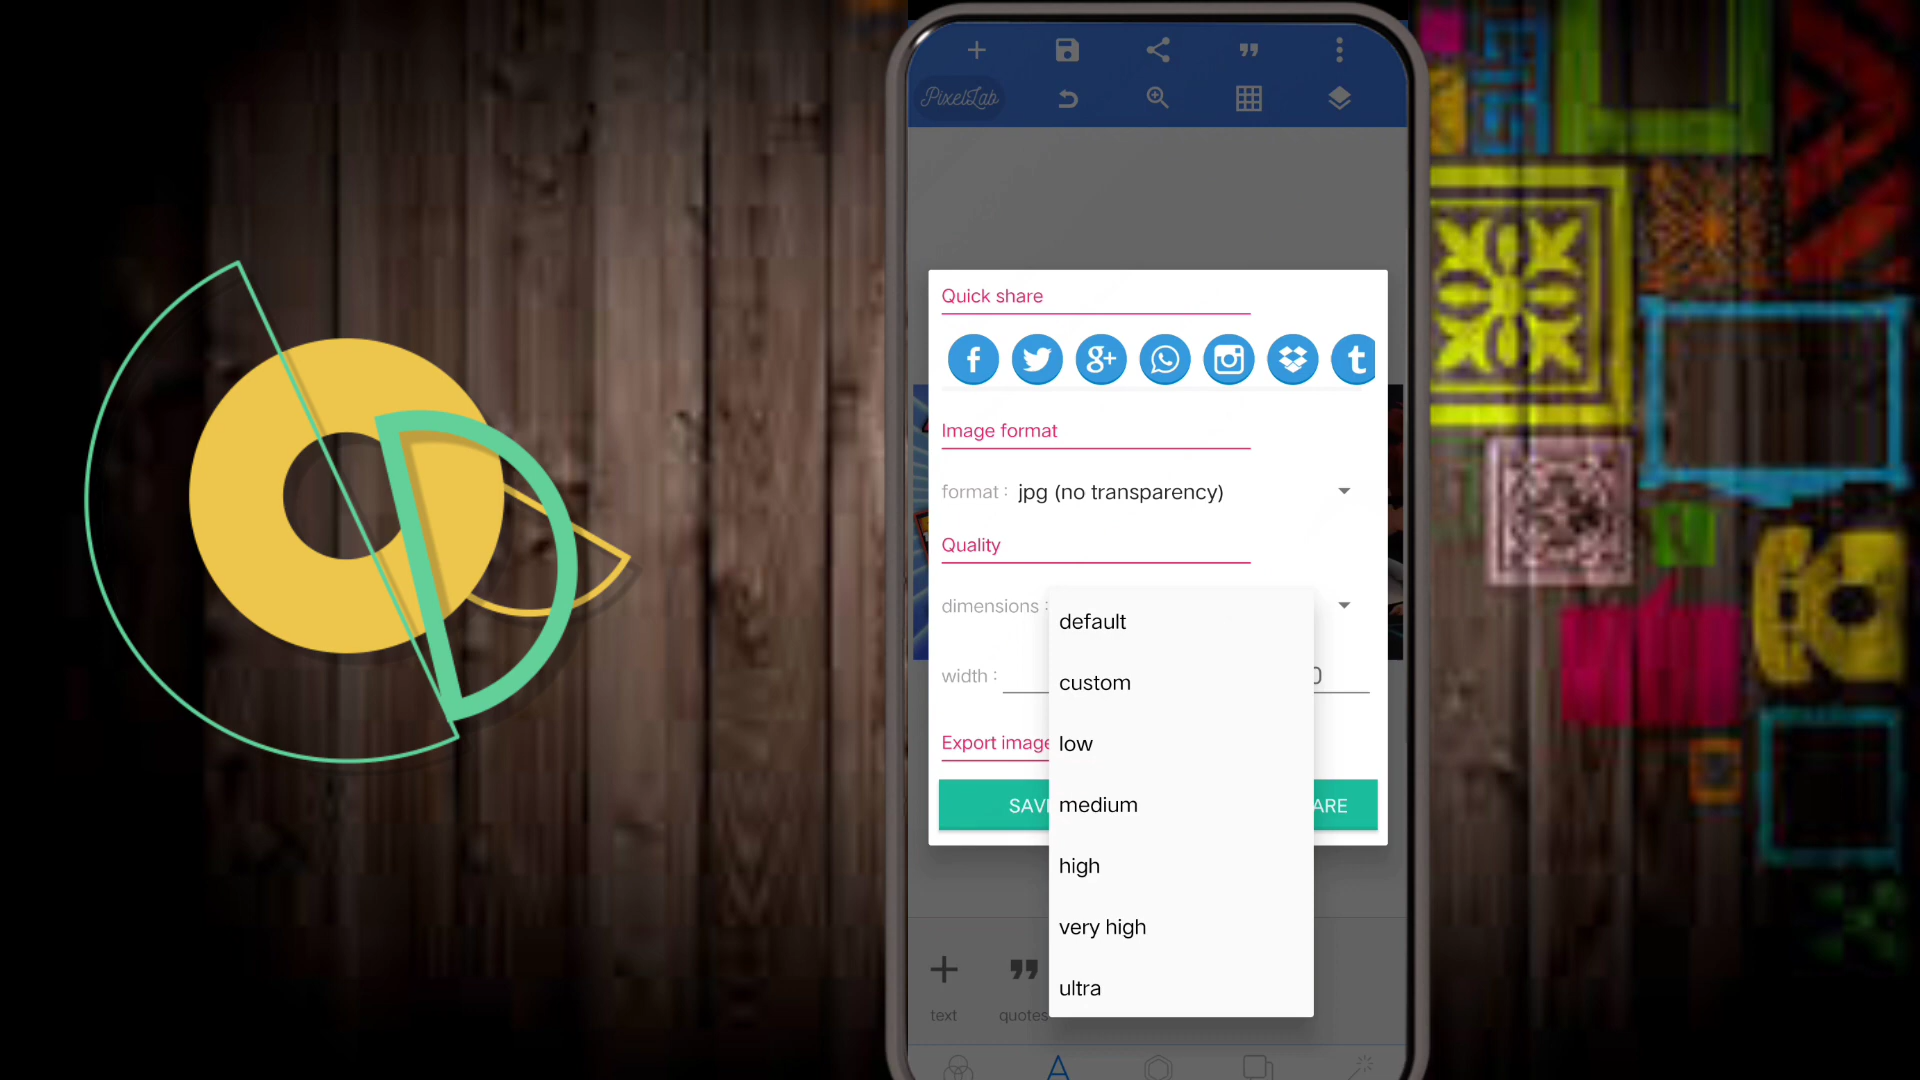 PixelLab
Quick share
Image format
format : jpg (no transparency)
Quality
dimensions :
default
width :
0
custom
Export image
low
SAV
ARE
medium
high
very high
ultra
text
quotes